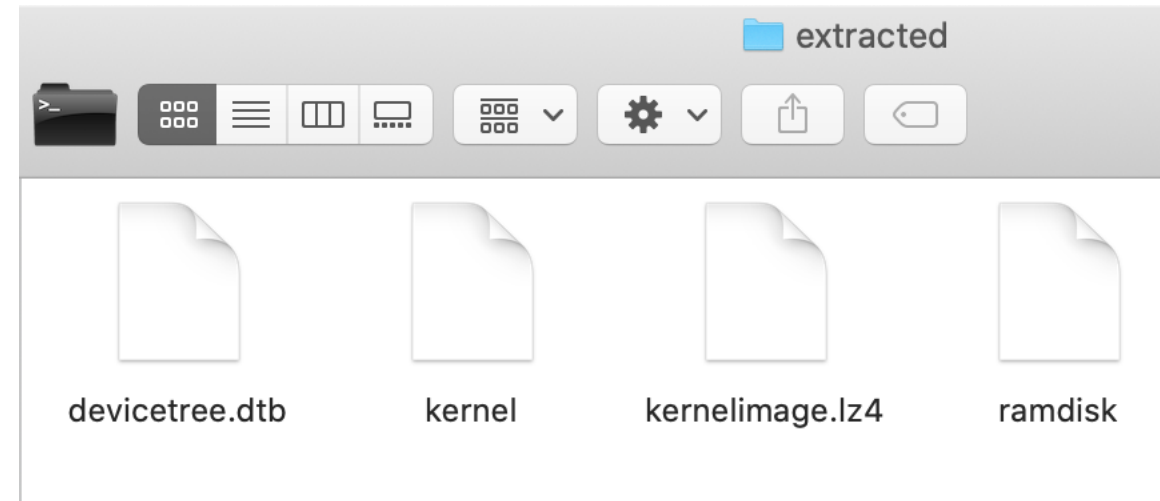 extracted
>_
devicetree.dtb
kernel
kernelimage.lz4
ramdisk